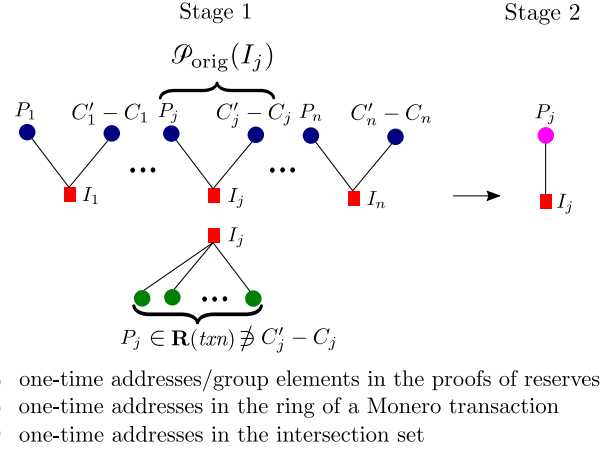 Stage 1
Stage 2
𝒫orig(Ij)
P1 C′1 − C1 Pj C′j − Cj Pn C′n − Cn
Pj
... ...
I1 Ij In
Ij
Ij
...
Pj ∈ R(txn) ∌ C′j − Cj
one-time addresses/group elements in the proofs of reserves
one-time addresses in the ring of a Monero transaction
one-time addresses in the intersection set